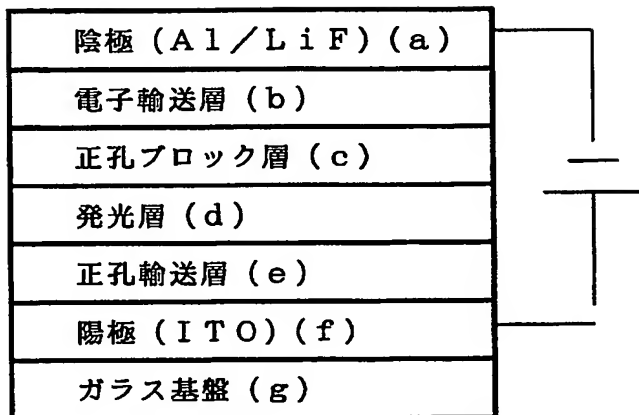 陰極(Al/LiF)(a)
電子輸送層(b)
正孔ブロック層(c)
発光層(d)
正孔輸送層(e)
陽極(ITO)(f)
ガラス基盤(g)